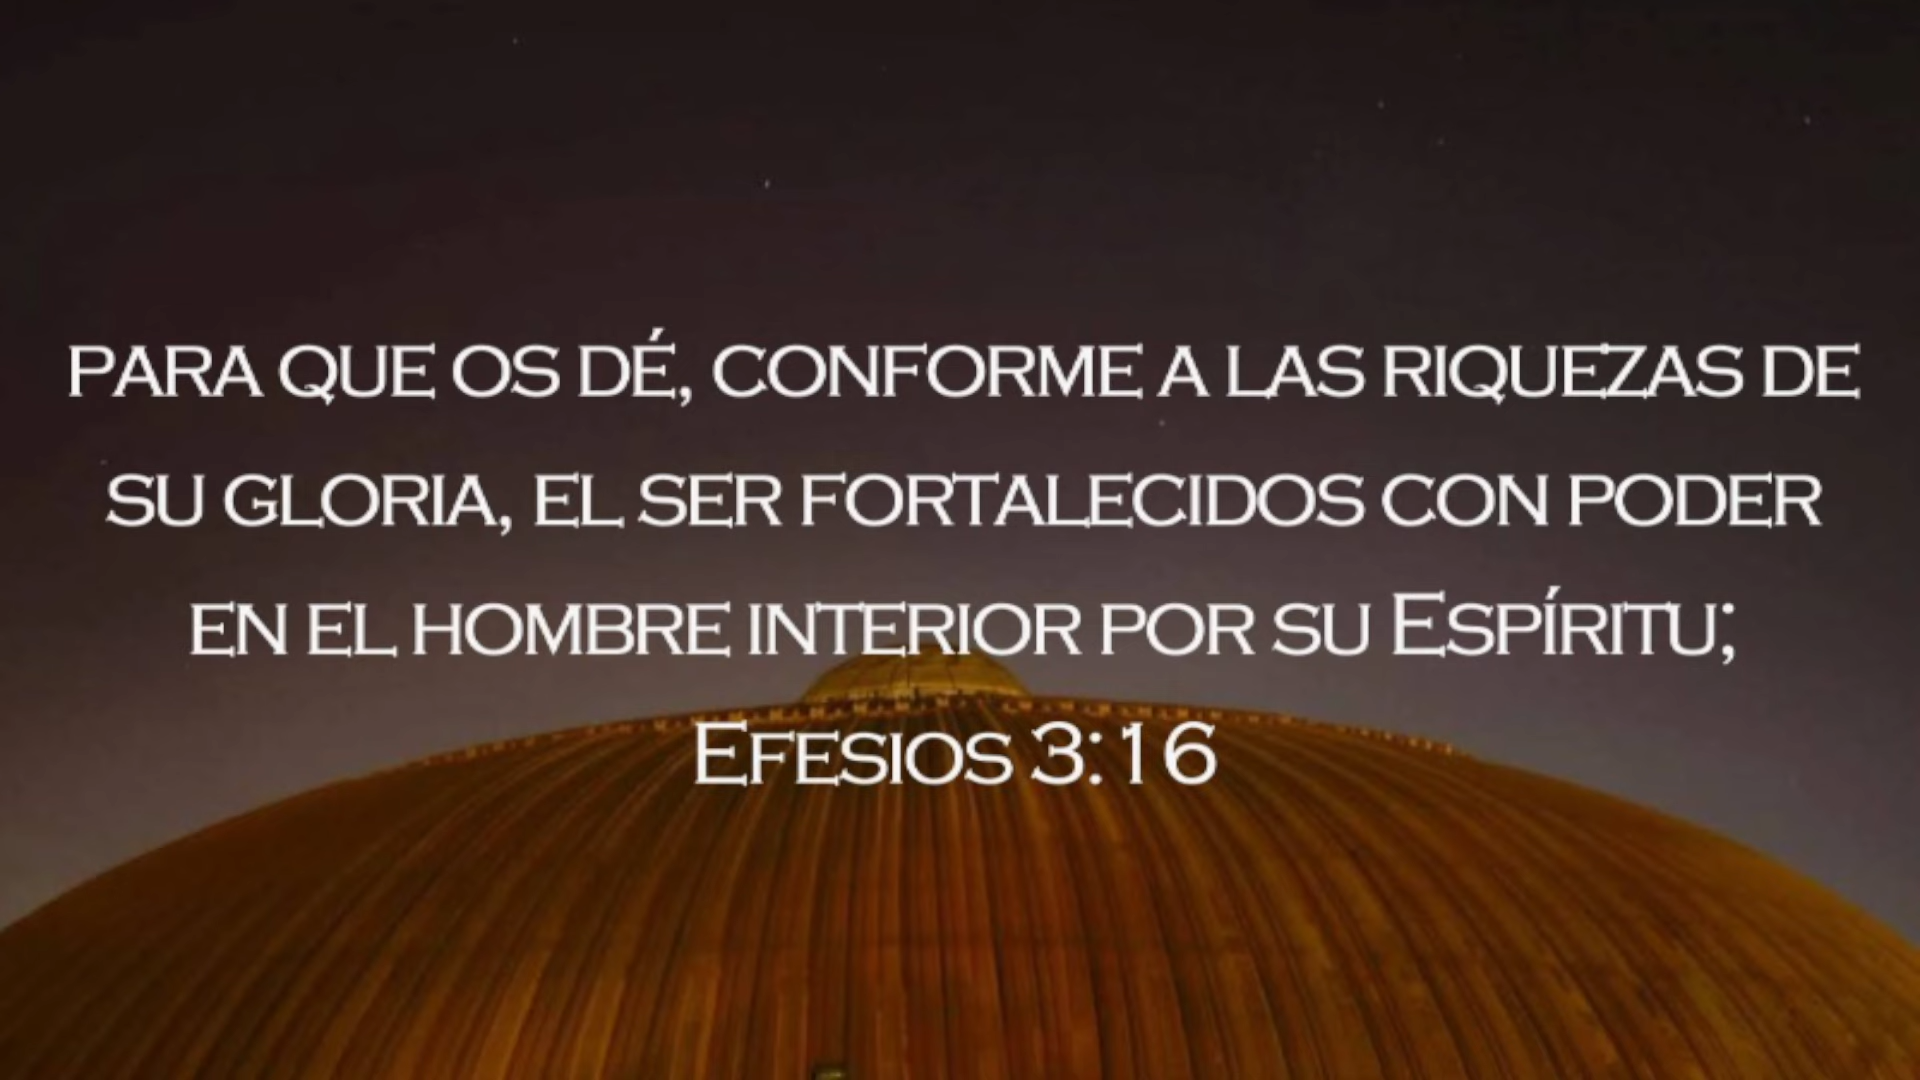 para que os dé, conforme a las riquezas de
su gloria, el ser fortalecidos con poder
en el hombre interior por su Espíritu;
Efesios 3:16